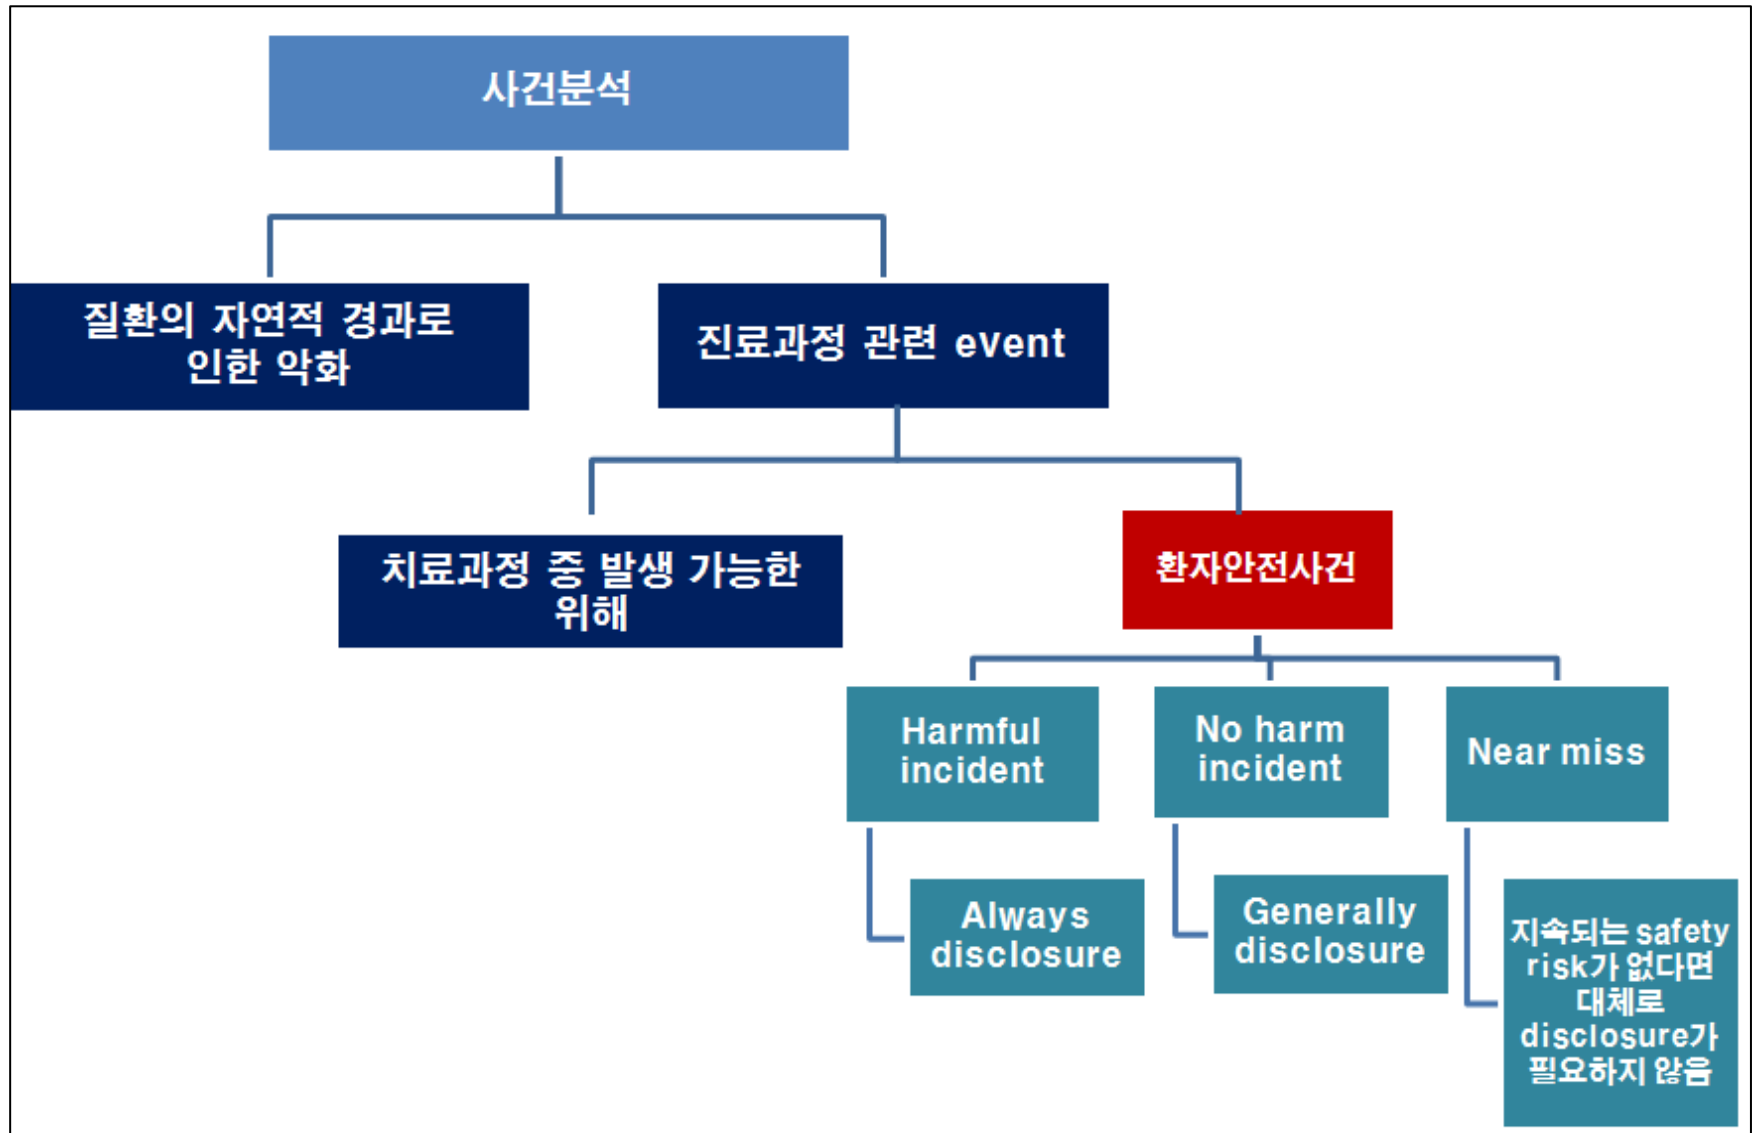 사건분석
질환의 자연적 경과로
인한 악화
진료과정 관련 event
치료과정 중 발생 가능한
위해
환자안전사건
Harmful
incident
No harm
incident
Near miss
Always
disclosure
Generally
disclosure
지속되는 safety
risk가 없다면
대체로
disclosure가
필요하지 않음